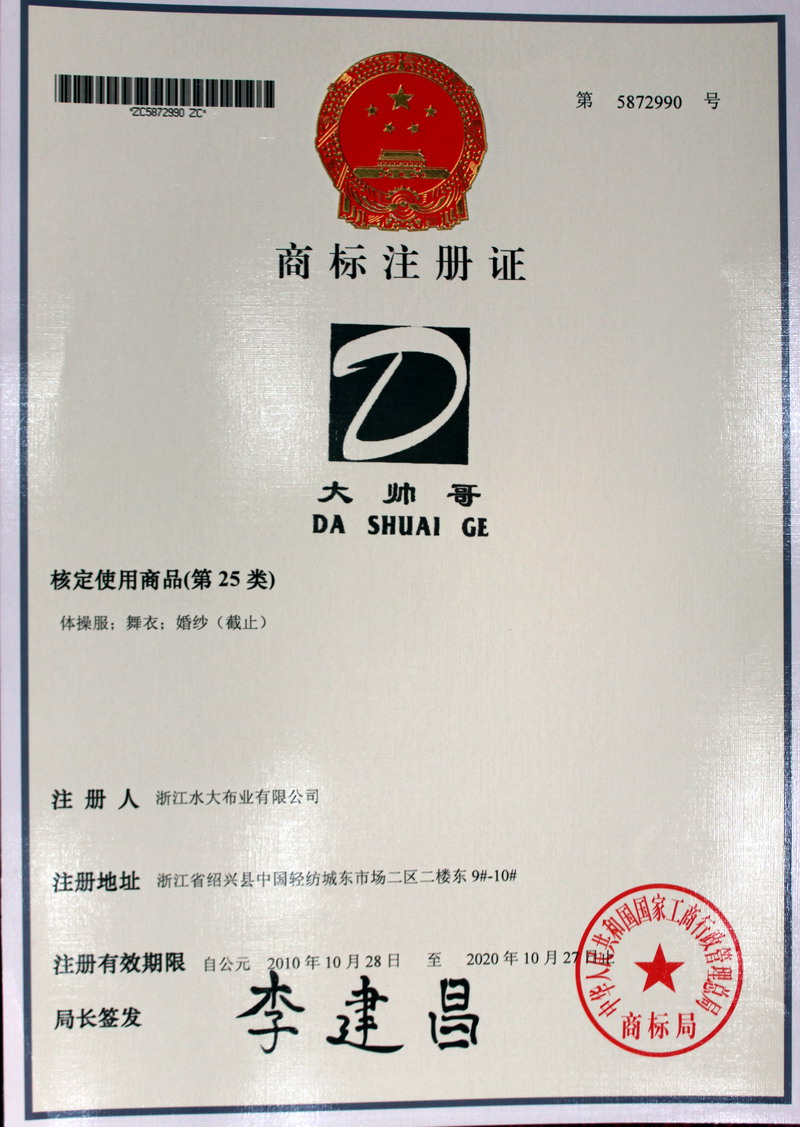 *ZC5872990 ZC*
第 5872990 号
商标注册证
D
大帅哥
DA SHUAI GE
核定使用商品(第 25 类)
体操服；舞衣；婚纱（截止）
注册人 浙江水大布业有限公司
注册地址 浙江省绍兴县中国轻纺城东市场二区二楼东 9#-10#
注册有效期限 自公元 2010 年 10 月 28 日 至 2020 年 10 月 27 日止
局长签发 李建昌
中华人民共和国国家工商行政管理总局
商标局